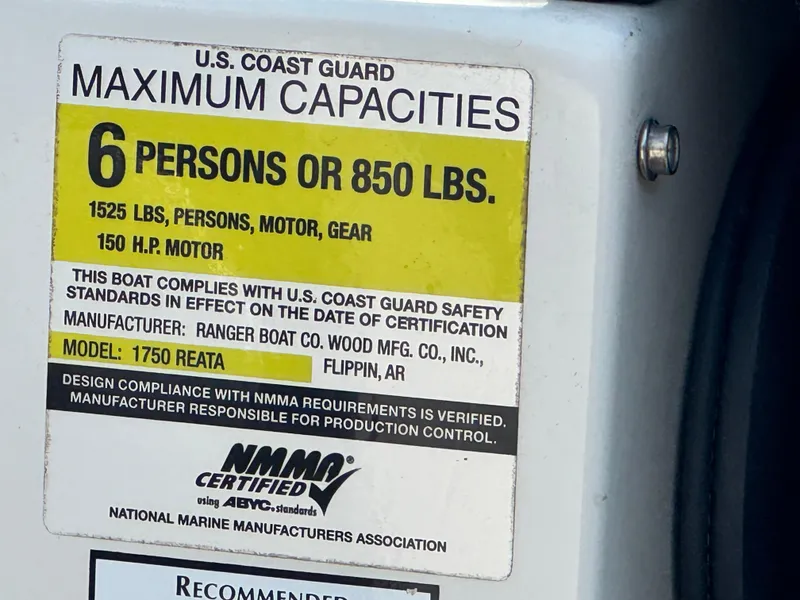 U.S. COAST GUARD
MAXIMUM CAPACITIES
6 PERSONS OR 850 LBS.
1525 LBS, PERSONS, MOTOR, GEAR
150 H.P. MOTOR
THIS BOAT COMPLIES WITH U.S. COAST GUARD SAFETY
STANDARDS IN EFFECT ON THE DATE OF CERTIFICATION
MANUFACTURER: RANGER BOAT CO. WOOD MFG. CO., INC.,
MODEL: 1750 REATA FLIPPIN, AR
DESIGN COMPLIANCE WITH NMMA REQUIREMENTS IS VERIFIED.
MANUFACTURER RESPONSIBLE FOR PRODUCTION CONTROL.
NMMA®
CERTIFIED
using ABYC. standards
NATIONAL MARINE MANUFACTURERS ASSOCIATION
RECOMMENDED